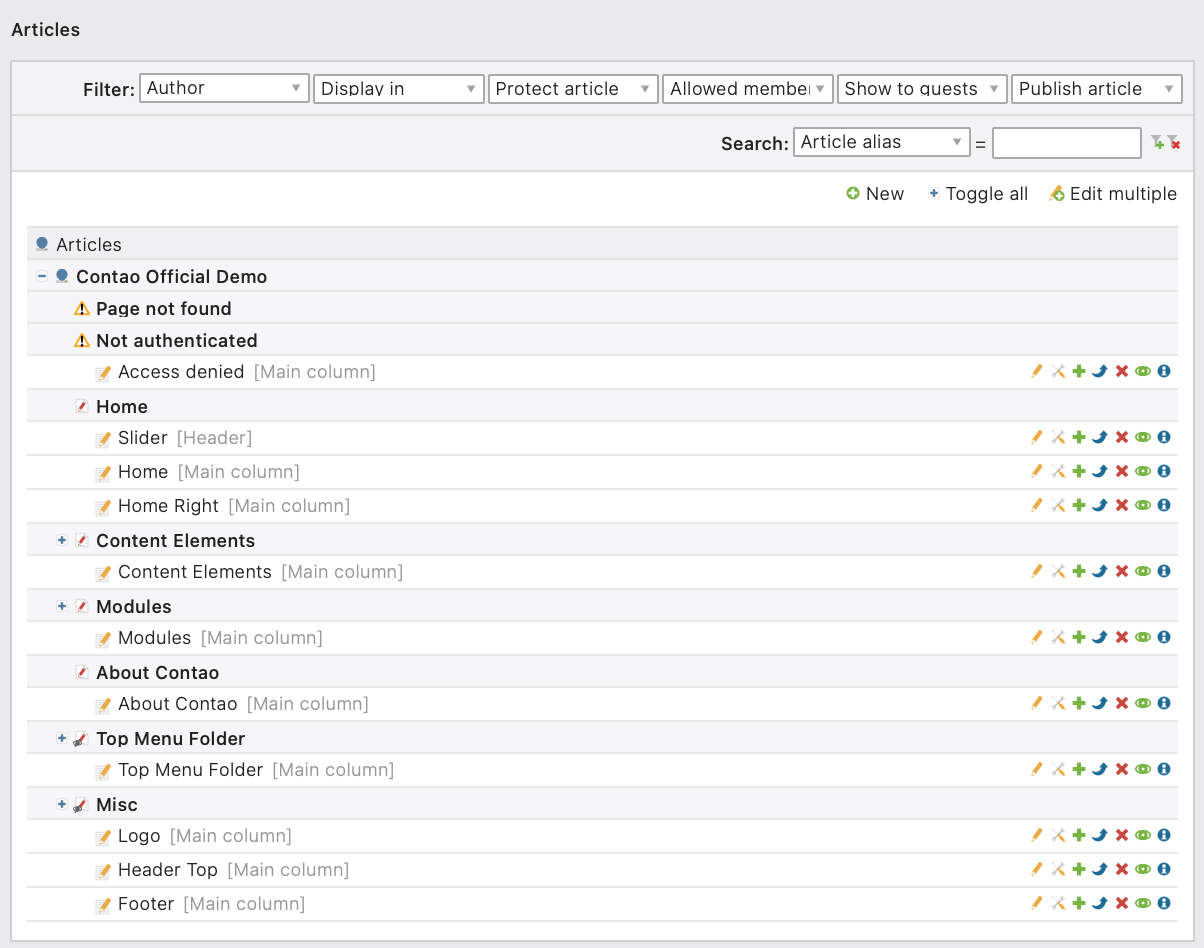 Articles
Filter: Author Display in Protect article Allowed member Show to guests Publish article
Search: Article alias =
New Toggle all Edit multiple
Articles
Contao Official Demo
Page not found
Not authenticated
Access denied [Main column]
Home
Slider [Header]
Home [Main column]
Home Right [Main column]
Content Elements
Content Elements [Main column]
Modules
Modules [Main column]
About Contao
About Contao [Main column]
Top Menu Folder
Top Menu Folder [Main column]
Misc
Logo [Main column]
Header Top [Main column]
Footer [Main column]